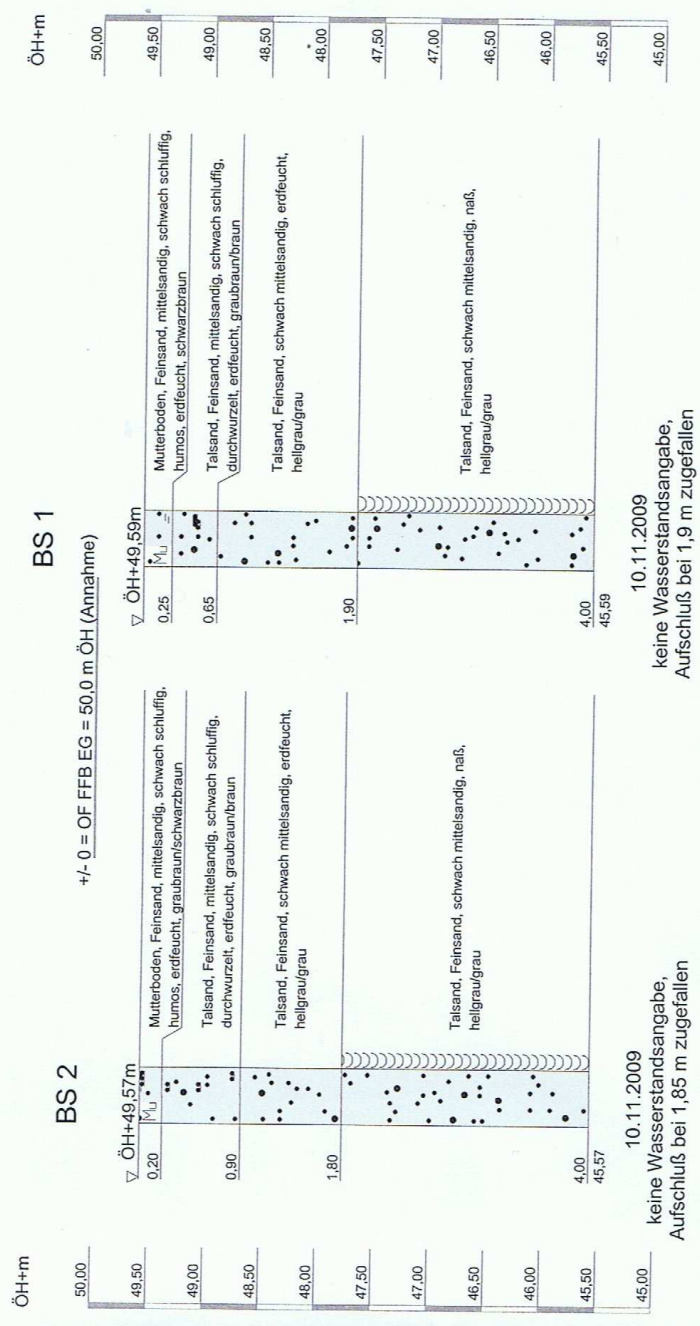 ÖH+m
50,00
49,50
49,00
48,50
48,00
47,50
47,00
46,50
46,00
45,50
45,00
+/- 0 = OF FFB EG = 50,0 m ÖH (Annahme)
BS 2
ÖH+49,57m
Mu
0,20
Mutterboden, Feinsand, mittelsandig, schwach schluffig,
humos, erdfeucht, graubraun/schwarzbraun
0,90
Talsand, Feinsand, mittelsandig, schwach schluffig,
durchwurzelt, erdfeucht, graubraun/braun
1,80
Talsand, Feinsand, schwach mittelsandig, erdfeucht,
hellgrau/grau
4,00
45,57
Talsand, Feinsand, schwach mittelsandig, naß,
hellgrau/grau
10.11.2009
keine Wasserstandsangabe,
Aufschluß bei 1,85 m zugefallen
BS 1
ÖH+49,59m
Mu
0,25
Mutterboden, Feinsand, mittelsandig, schwach schluffig,
humos, erdfeucht, schwarzbraun
0,65
Talsand, Feinsand, mittelsandig, schwach schluffig,
durchwurzelt, erdfeucht, graubraun/braun
1,90
Talsand, Feinsand, schwach mittelsandig, erdfeucht,
hellgrau/grau
4,00
45,59
Talsand, Feinsand, schwach mittelsandig, naß,
hellgrau/grau
10.11.2009
keine Wasserstandsangabe,
Aufschluß bei 1,9 m zugefallen
ÖH+m
50,00
49,50
49,00
48,50
48,00
47,50
47,00
46,50
46,00
45,50
45,00